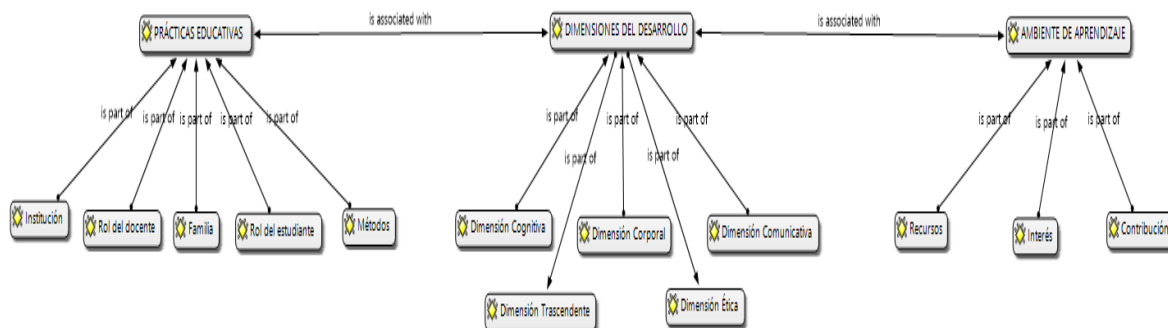 is associated with
is associated with
PRÁCTICAS EDUCATIVAS
DIMENSIONES DEL DESARROLLO
AMBIENTE DE APRENDIZAJE
is part of
is part of
is part of
is part of
is part of
is part of
is part of
is part of
is part of
is part of
is part of
is part of
is part of
Institución
Rol del docente
Familia
Rol del estudiante
Métodos
Dimensión Cognitiva
Dimensión Corporal
Dimensión Comunicativa
Recursos
Interés
Contribución
Dimensión Trascendente
Dimensión Ética